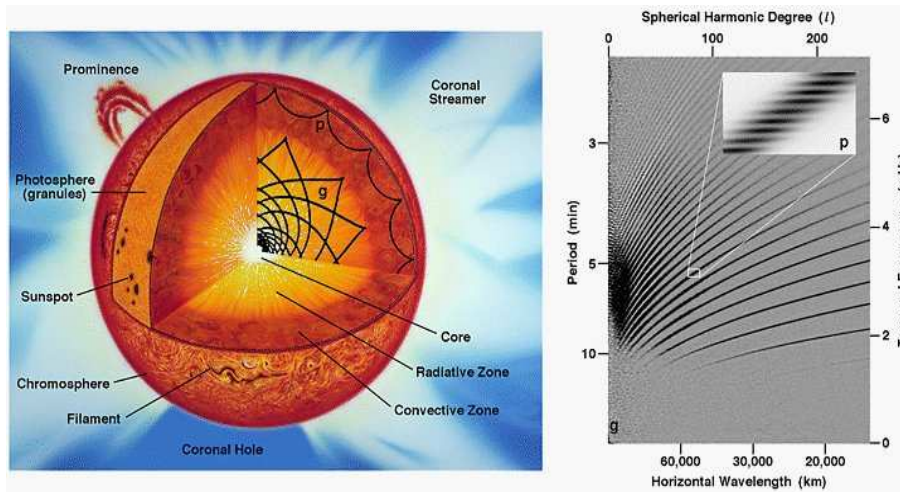 Prominence
Coronal
Streamer
p
Photosphere
(granules)
g
Sunspot
Core
Radiative Zone
Chromosphere
Convective Zone
Filament
Coronal Hole
Spherical Harmonic Degree (l)
0
100
200
p
6
3
4
Period (min)
5
2
10
g
0
60,000
30,000
20,000
Horizontal Wavelength (km)